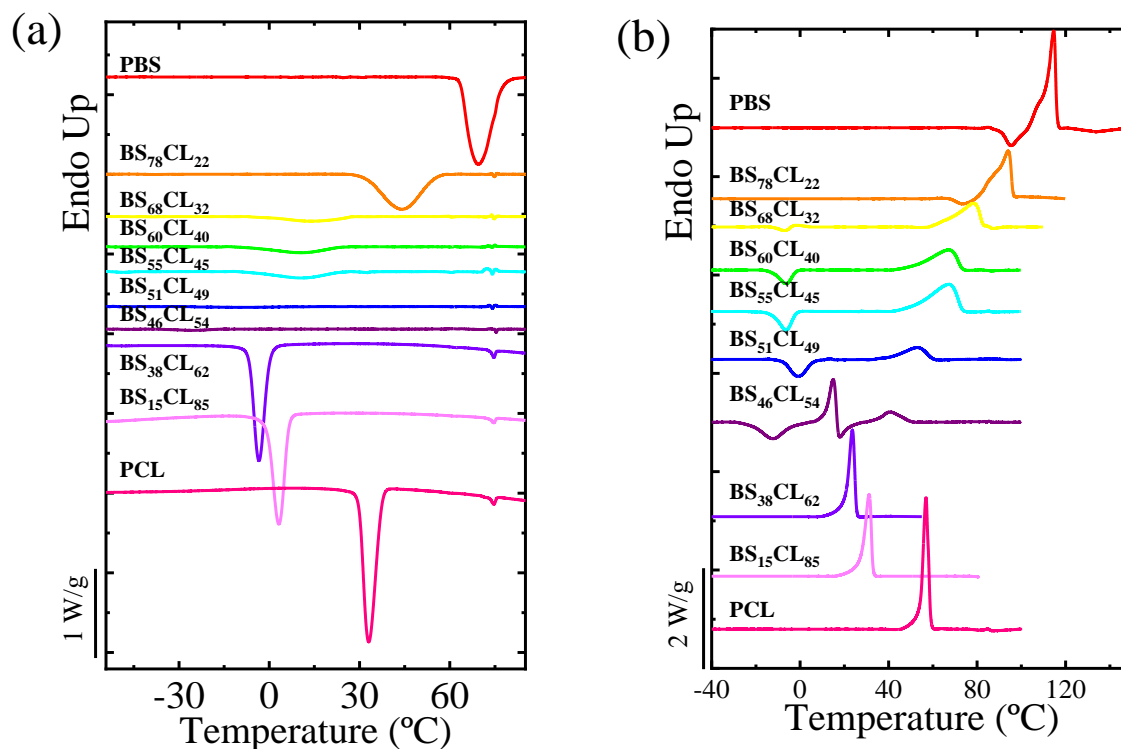 (a)
Endo Up
PBS
BS78CL22
BS68CL32
BS60CL40
BS55CL45
BS51CL49
BS46CL54
BS38CL62
BS15CL85
PCL
1 W/g
-30 0 30 60
Temperature (ºC)
(b)
Endo Up
PBS
BS78CL22
BS68CL32
BS60CL40
BS55CL45
BS51CL49
BS46CL54
BS38CL62
BS15CL85
PCL
2 W/g
-40 0 40 80 120
Temperature (ºC)